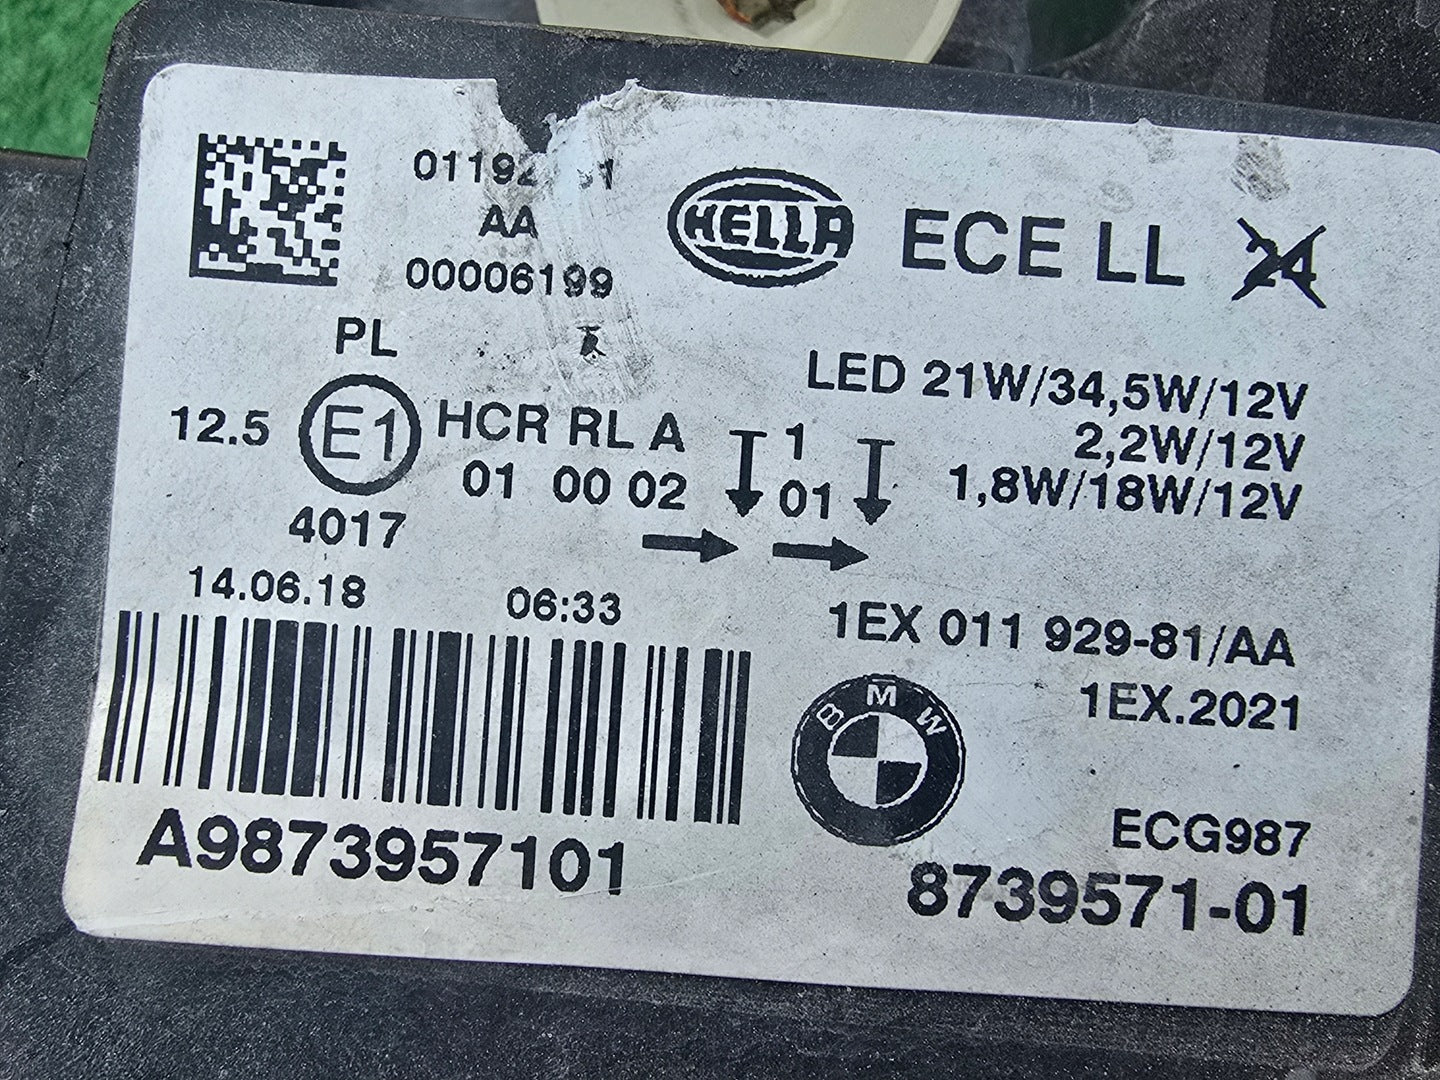 AA
00006199
HELLA
ECE LL 24
PL
LED 21W/34,5W/12V
2,2W/12V
1,8W/18W/12V
12.5 E1 HCR RL A 1
01 00 02 01
4017
14.06.18 06:33
1EX 011 929-81/AA
1EX.2021
BMW
ECG987
A9873957101
8739571-01